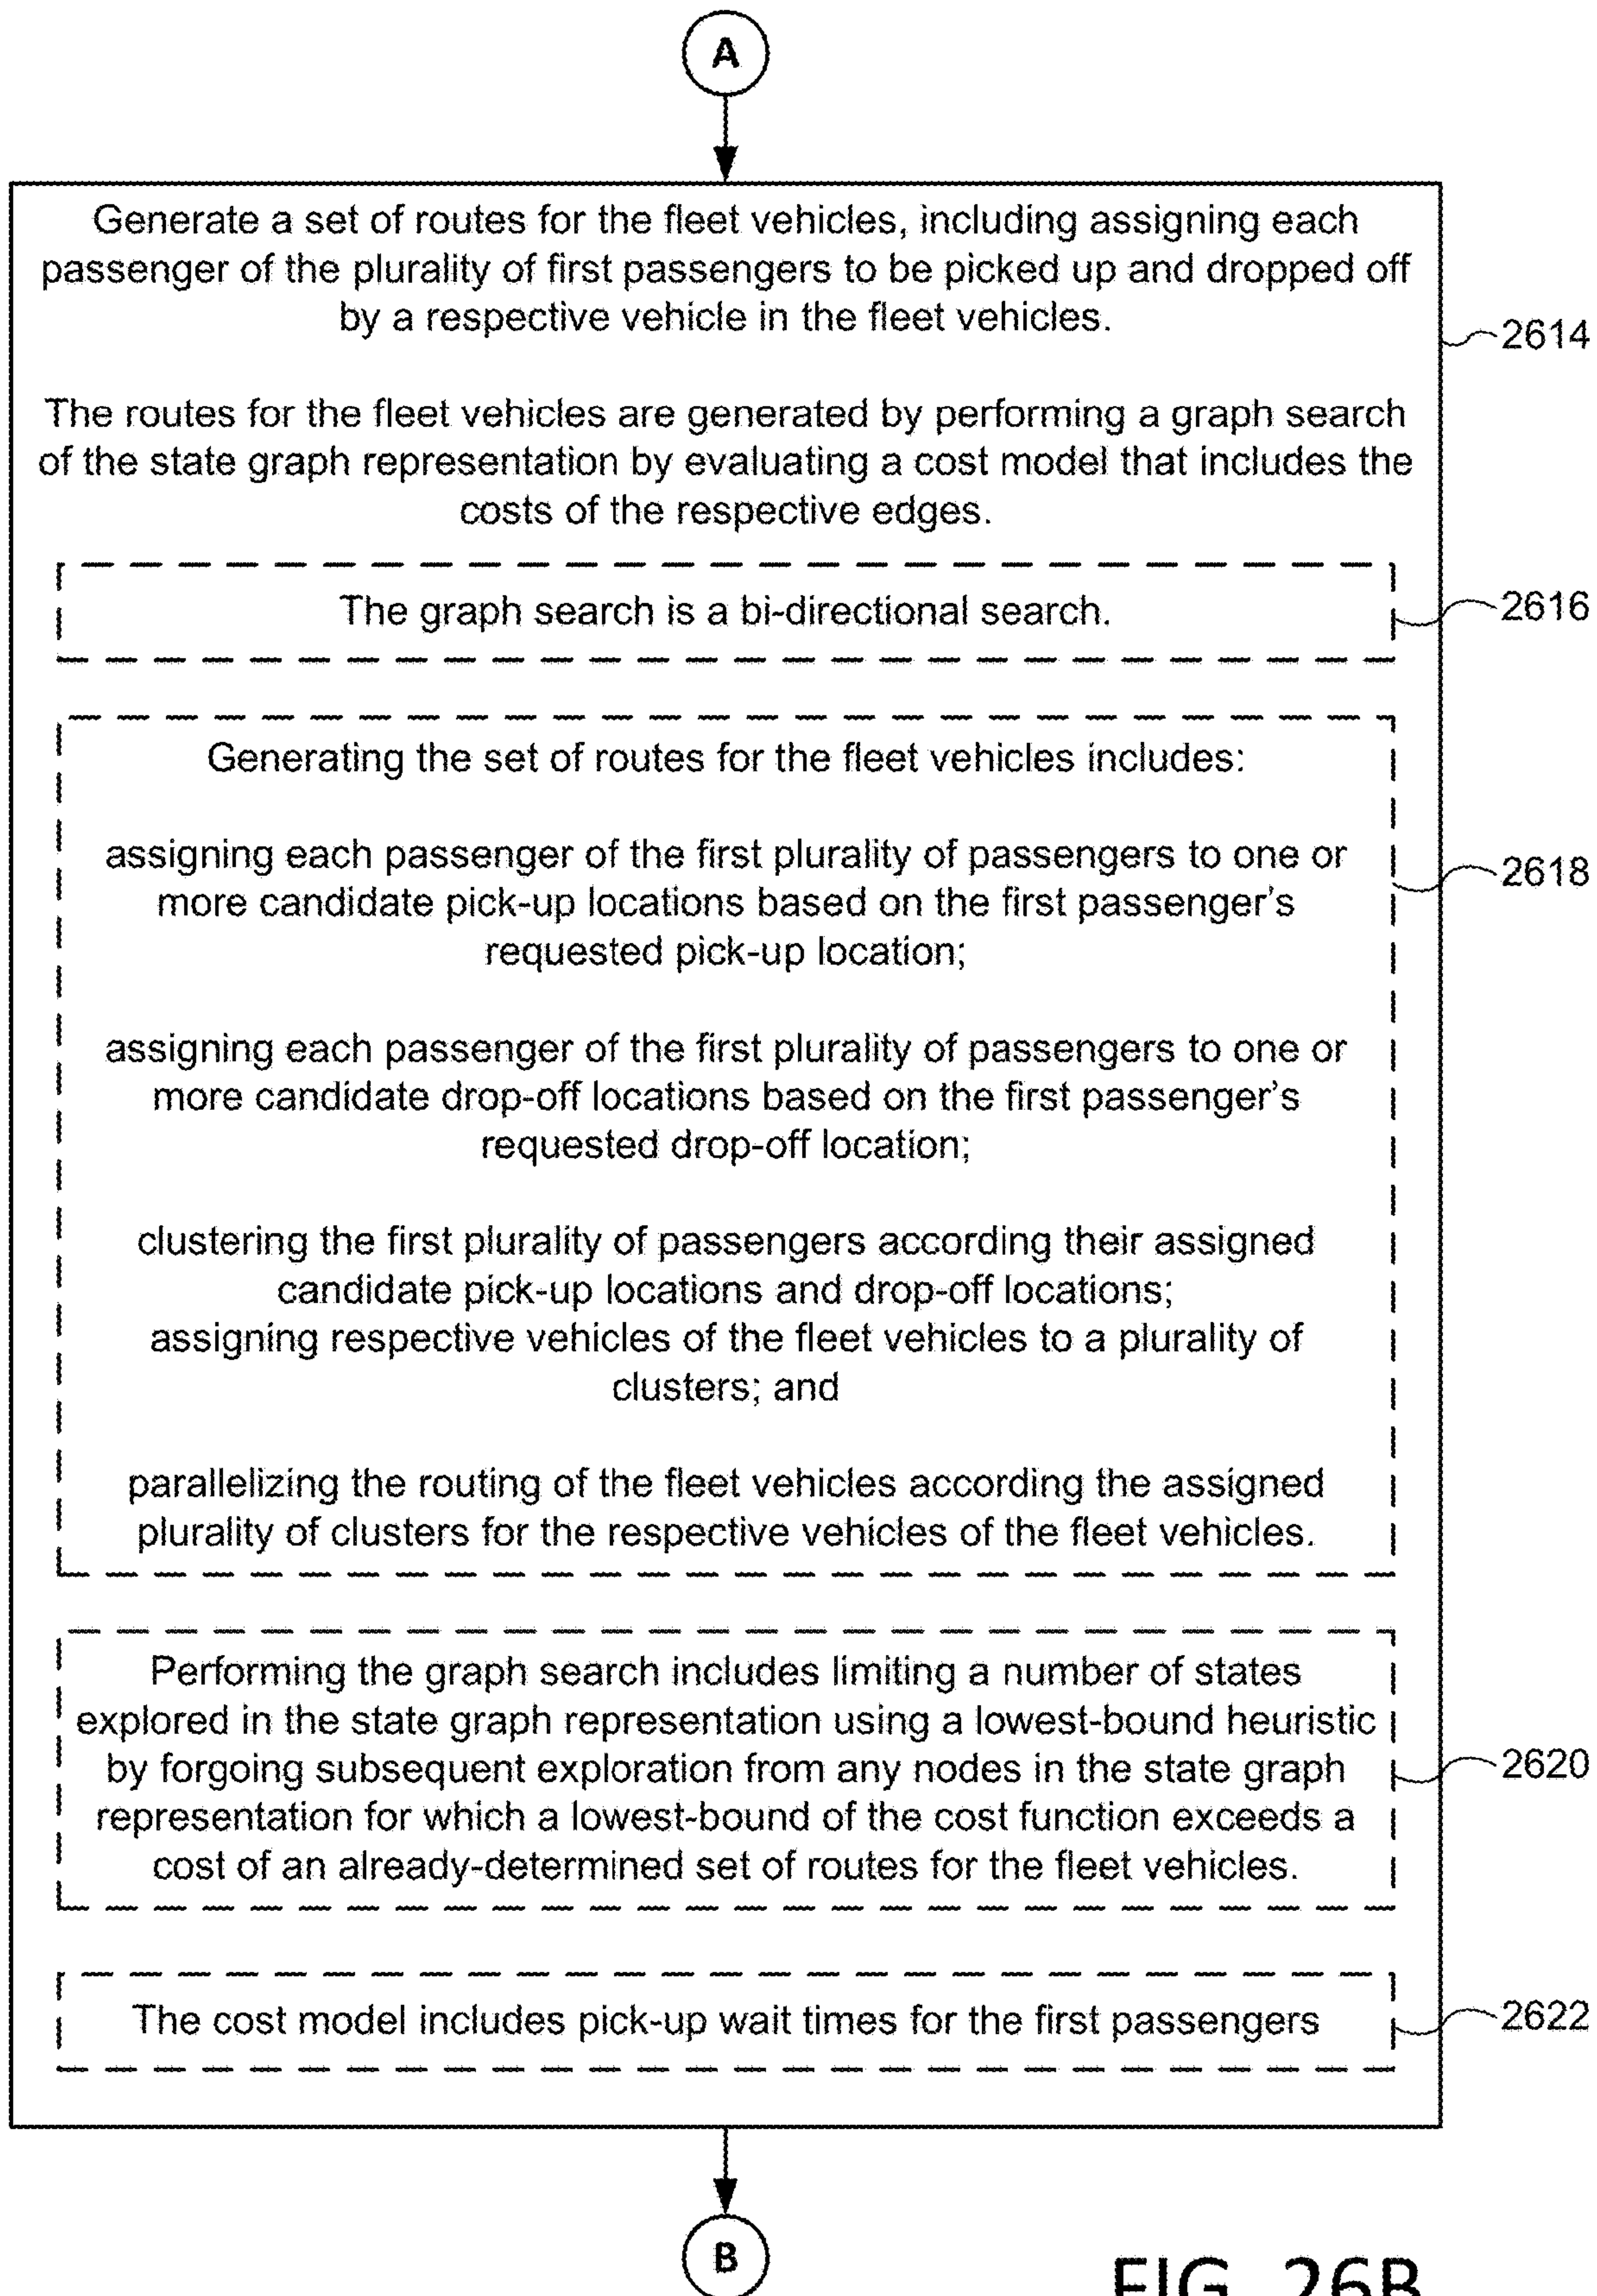 A
Generate a set of routes for the fleet vehicles, including assigning each
passenger of the plurality of first passengers to be picked up and dropped off
by a respective vehicle in the fleet vehicles.
2614
The routes for the fleet vehicles are generated by performing a graph search
of the state graph representation by evaluating a cost model that includes the
costs of the respective edges.
The graph search is a bi-directional search.
2616
Generating the set of routes for the fleet vehicles includes:
assigning each passenger of the first plurality of passengers to one or
more candidate pick-up locations based on the first passenger's
requested pick-up location;
2618
assigning each passenger of the first plurality of passengers to one or
more candidate drop-off locations based on the first passenger's
requested drop-off location;
clustering the first plurality of passengers according their assigned
candidate pick-up locations and drop-off locations;
assigning respective vehicles of the fleet vehicles to a plurality of
clusters; and
parallelizing the routing of the fleet vehicles according the assigned
plurality of clusters for the respective vehicles of the fleet vehicles.
Performing the graph search includes limiting a number of states
explored in the state graph representation using a lowest-bound heuristic
by forgoing subsequent exploration from any nodes in the state graph
representation for which a lowest-bound of the cost function exceeds a
cost of an already-determined set of routes for the fleet vehicles.
2620
The cost model includes pick-up wait times for the first passengers
2622
B
FIG. 26B